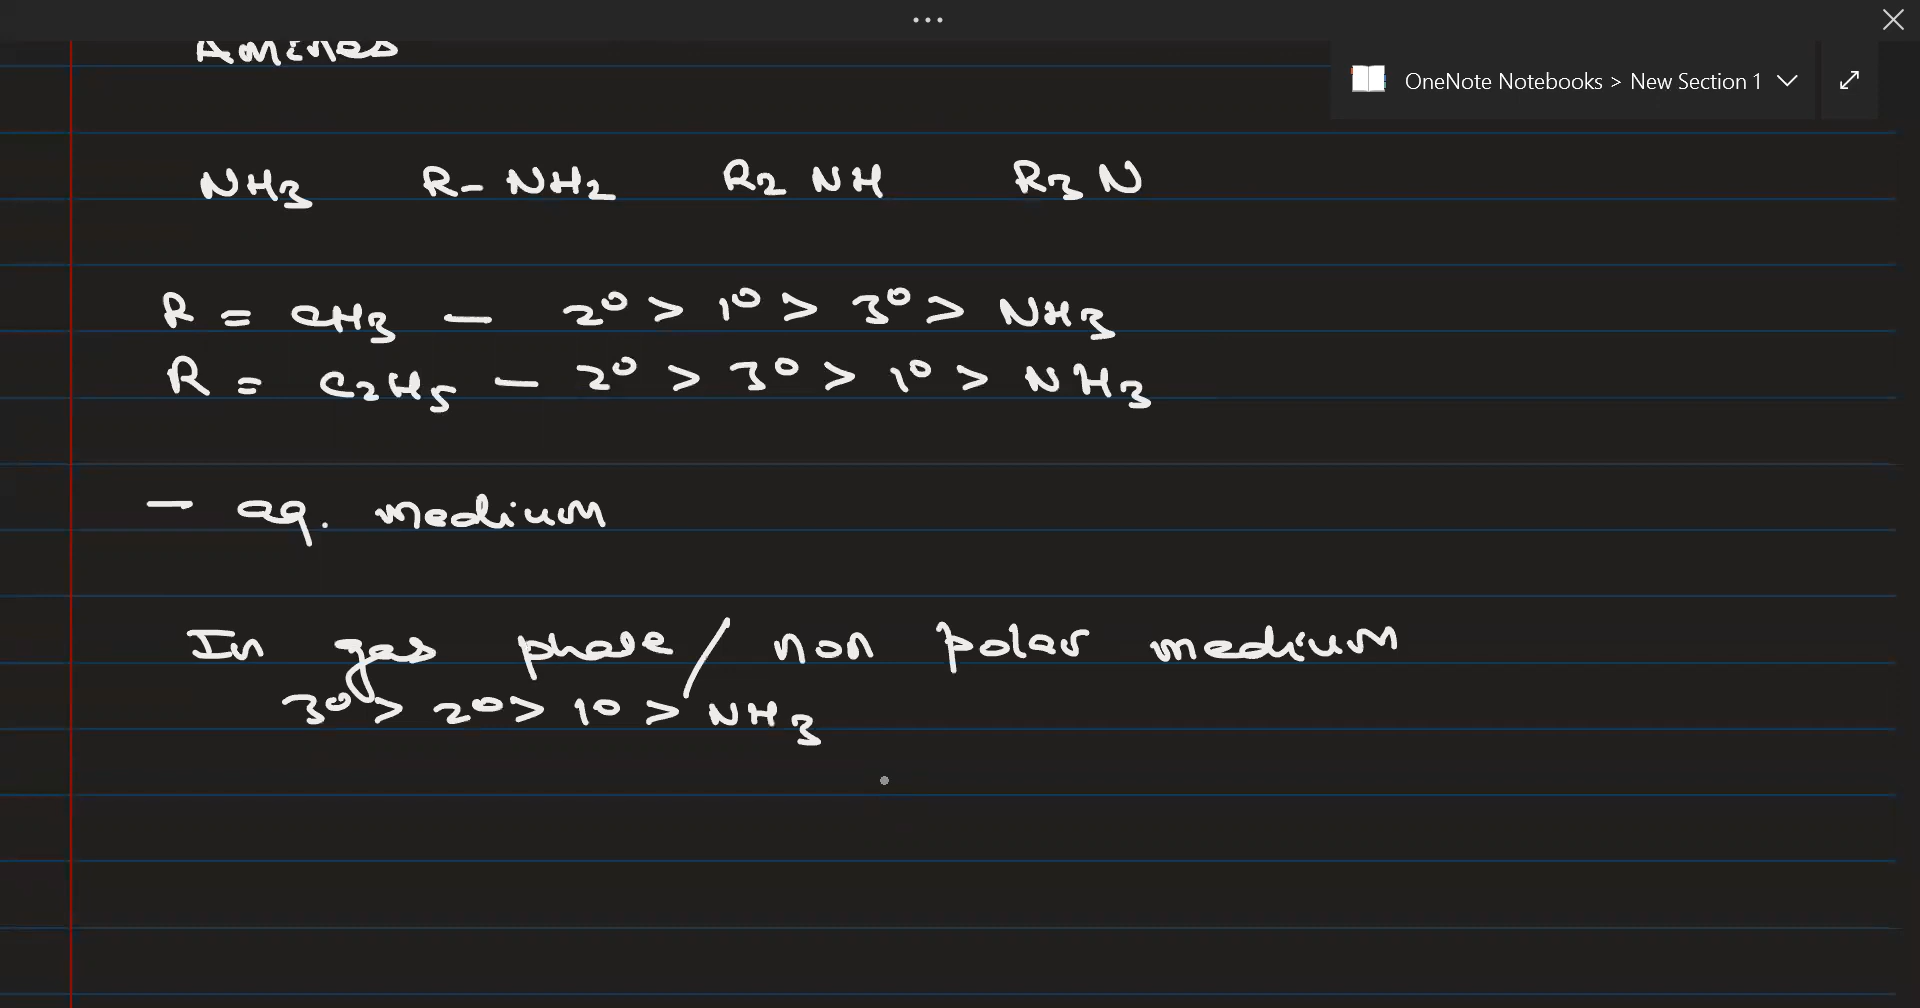 ...
Amines
OneNote Notebooks > New Section 1
NH3 R- NH2 R2 NH R3 N
R = CH3 — 2° > 1° > 3° > NH3
R = C2H5 — 2° > 3° > 1° > NH3
— aq. medium
In gas phase / non polar medium
3° > 2° > 1° > NH3